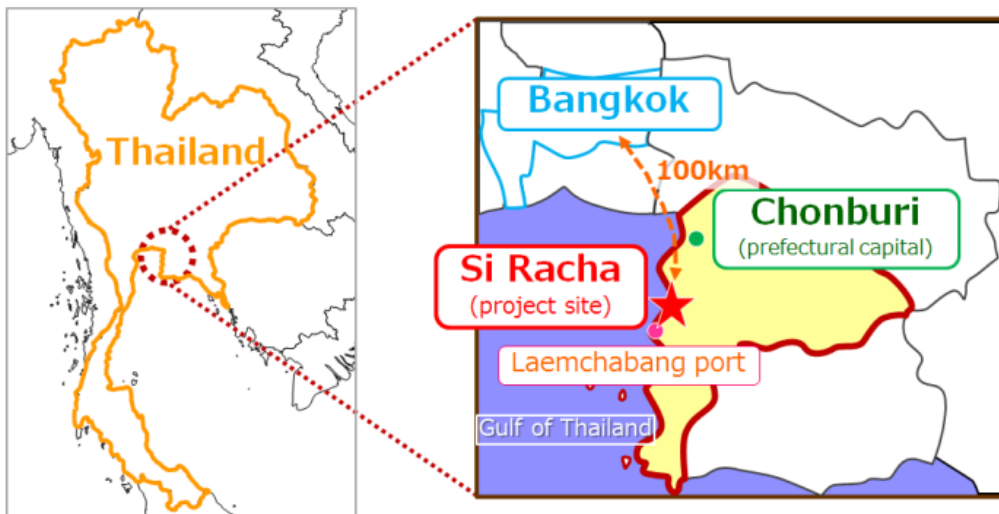 Thailand
Bangkok
100km
Chonburi
(prefectural capital)
Si Racha
(project site)
Laemchabang port
Gulf of Thailand